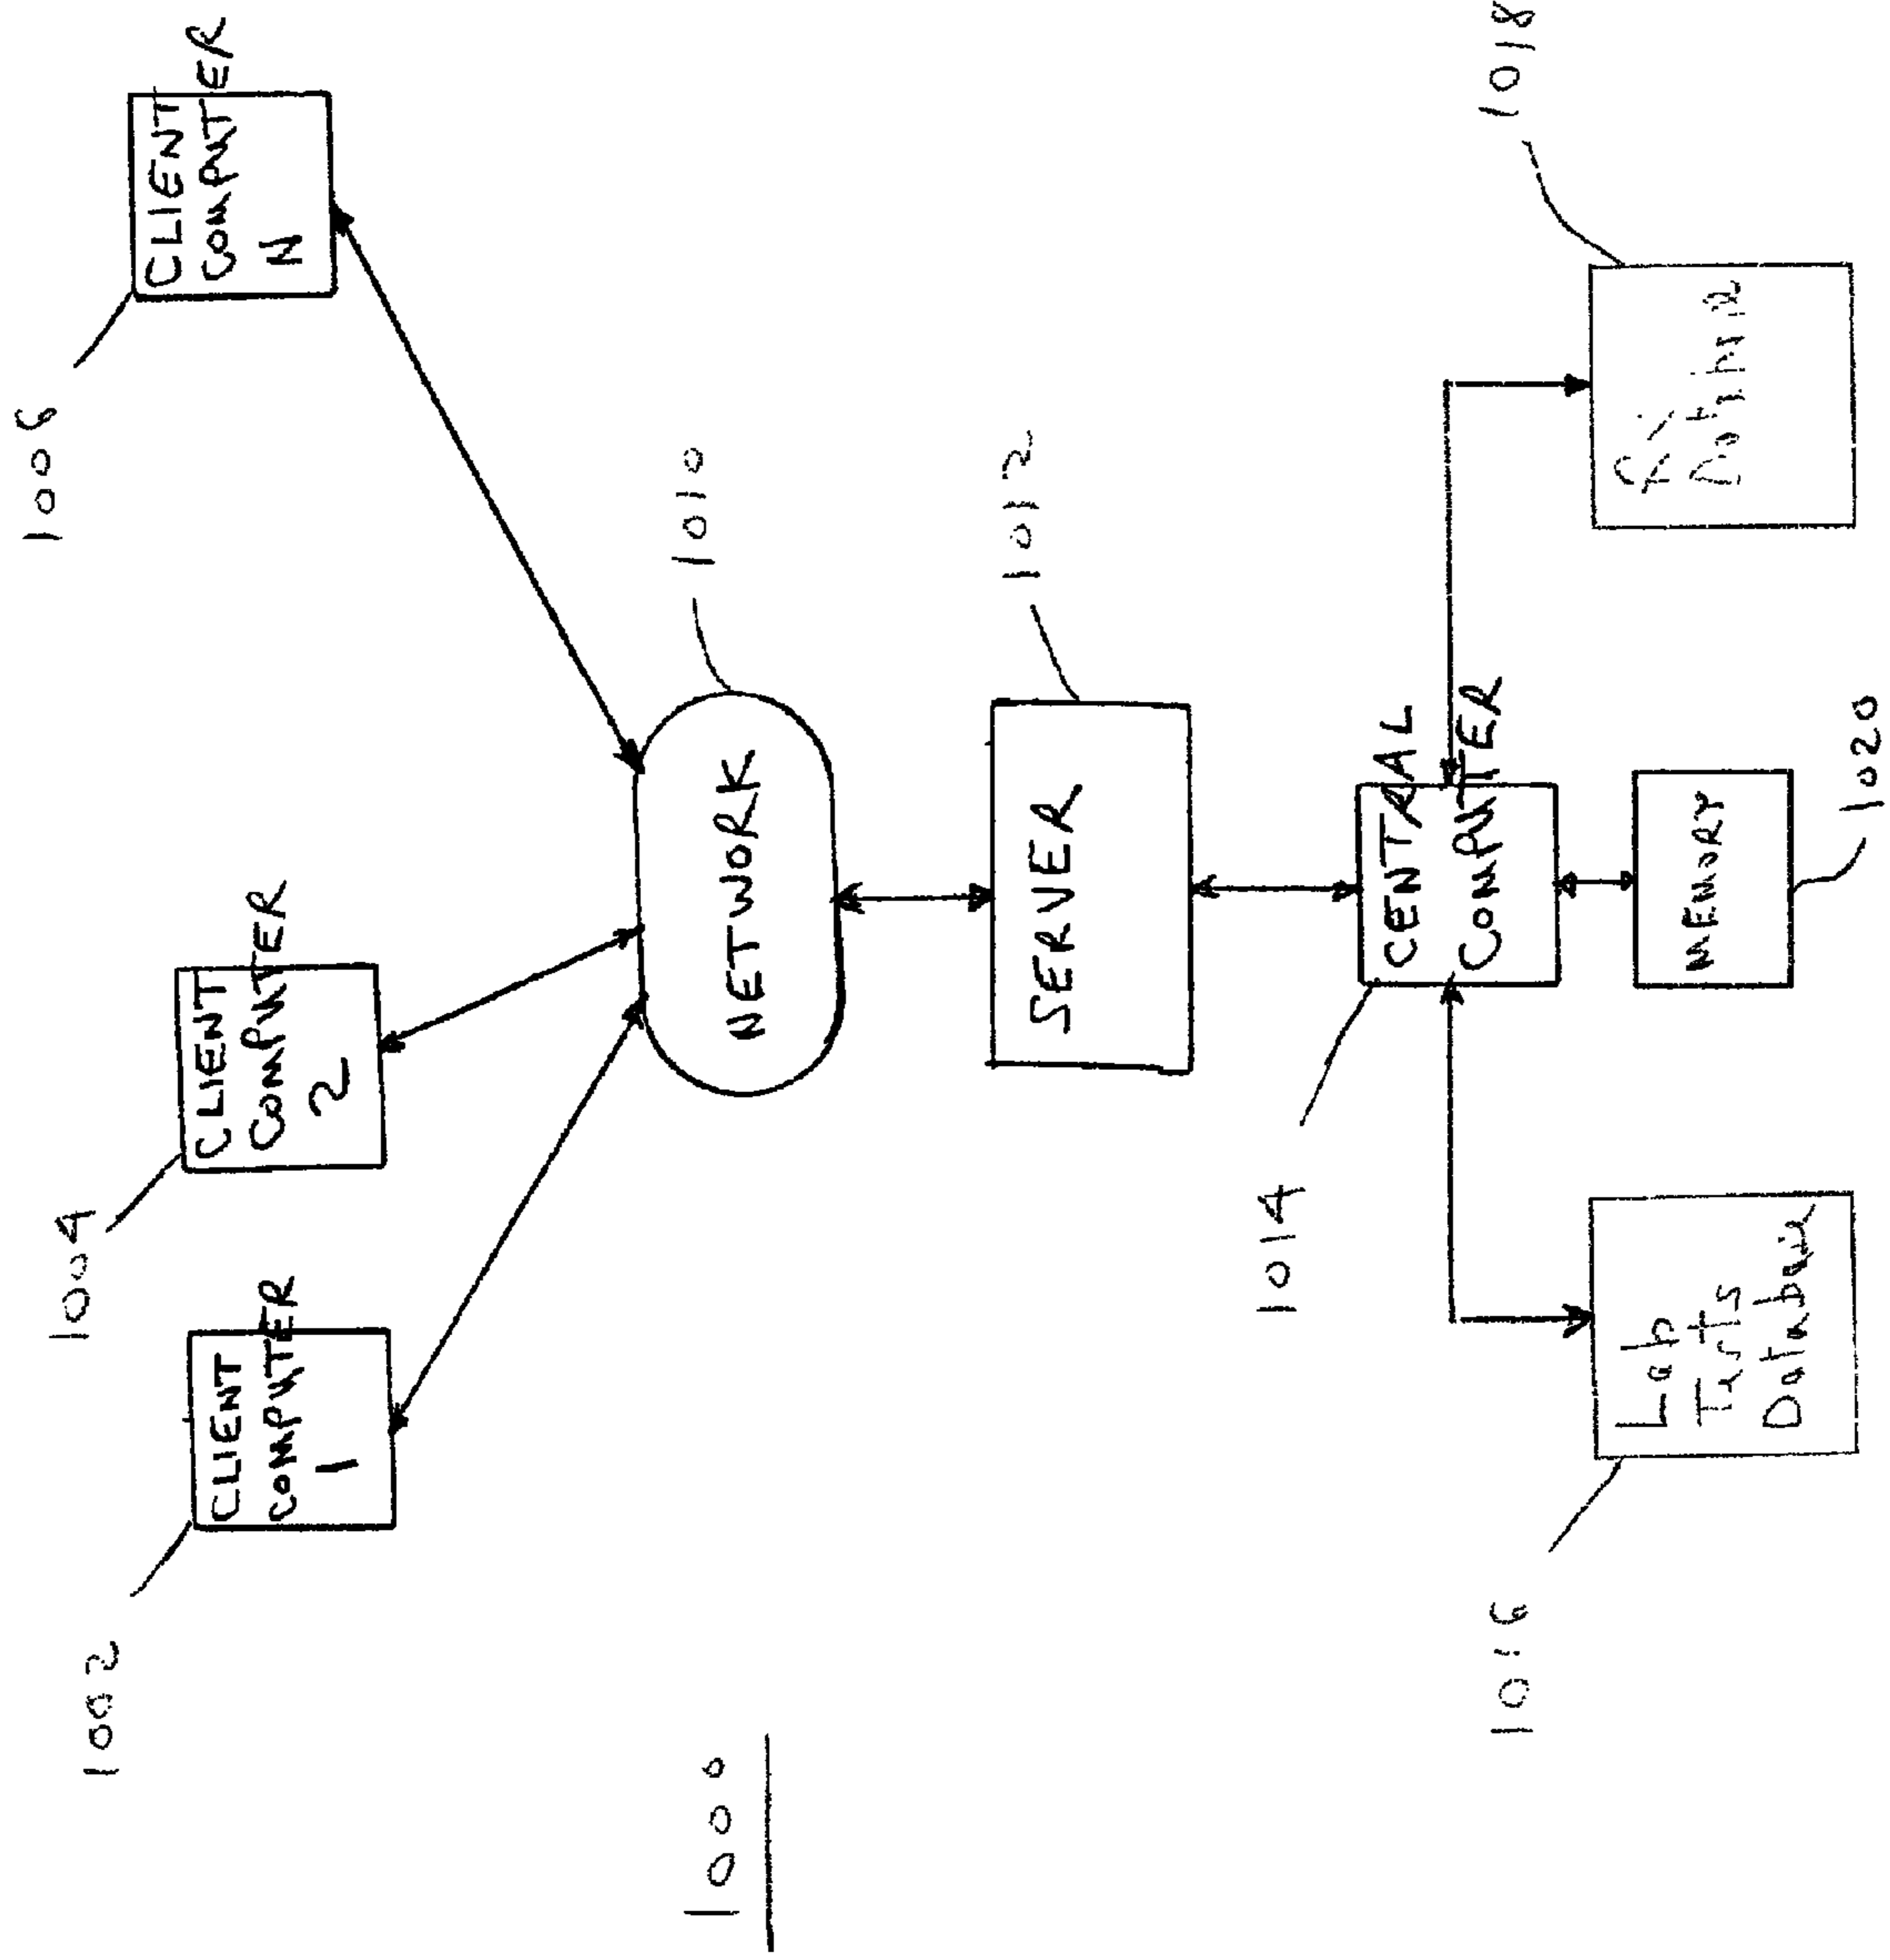 1006
CLIENT
COMPUTER
N
1004
CLIENT
COMPUTER
2
1002
CLIENT
COMPUTER
1
1010
NETWORK
1000
1012
SERVER
1014
CENTRAL
COMPUTER
1018
1016
Lab
Tests
Database
MEMORY
1020